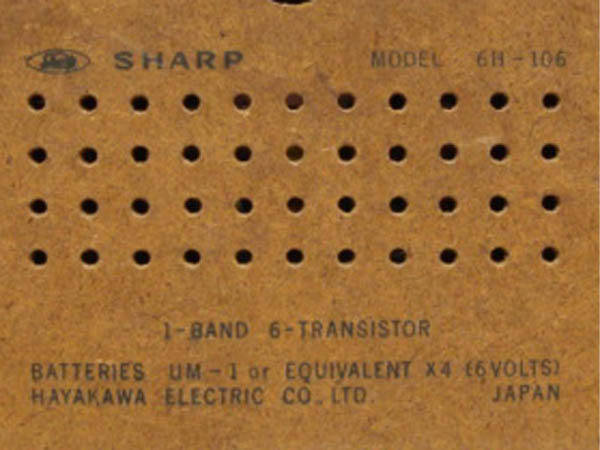 SHARP MODEL 6H-106
1-BAND 6-TRANSISTOR
BATTERIES UM-1 or EQUIVALENT X4 (6VOLTS)
HAYAKAWA ELECTRIC CO., LTD. JAPAN